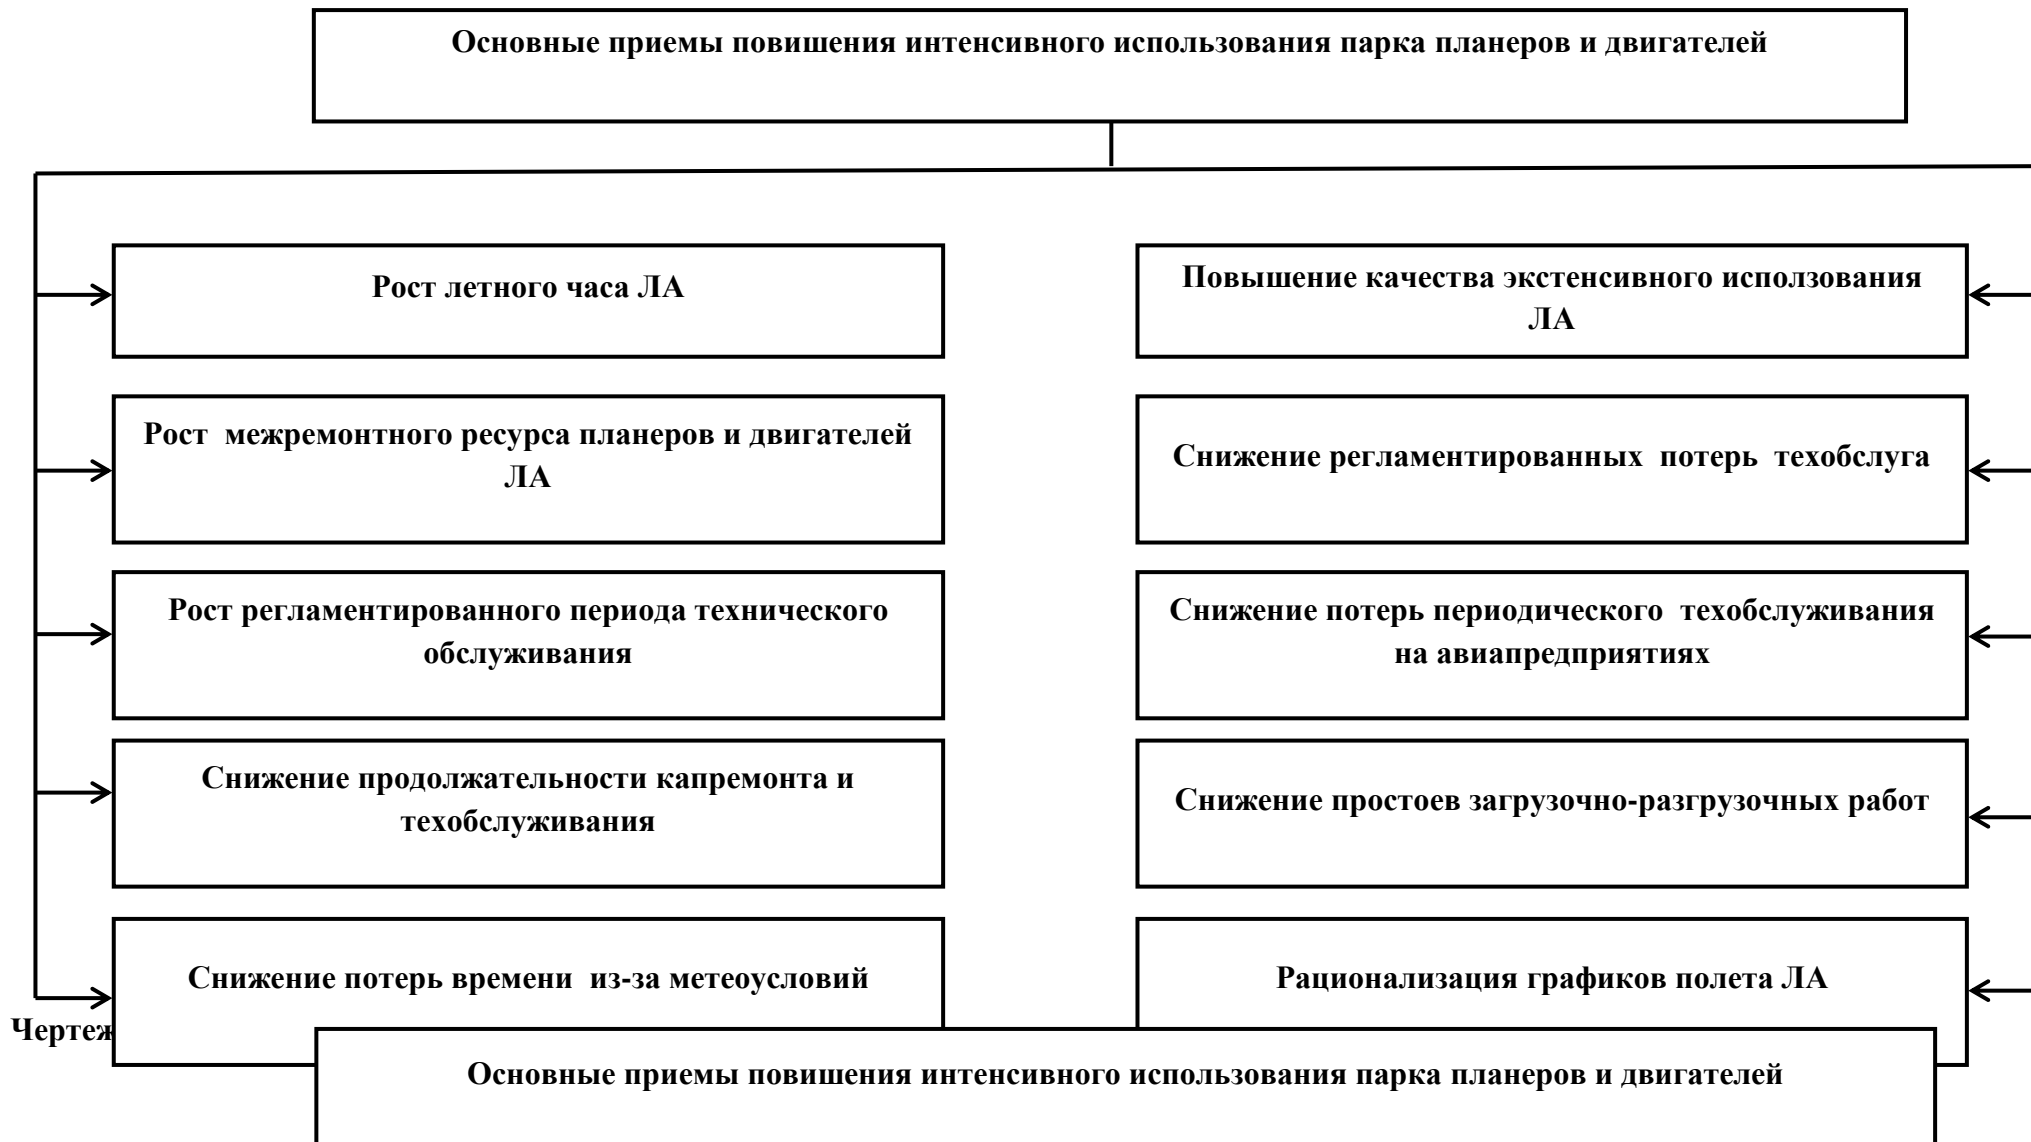 Основные приемы повишения интенсивного использования парка планеров и двигателей
Рост летного часа ЛА
Повышение качества экстенсивного исползования
ЛА
Рост межремонтного ресурса планеров и двигателей
ЛА
Снижение регламентированных потерь техобслуга
Рост регламентированного периода технического
обслуживания
Снижение потерь периодического техобслуживания
на авиапредприятиях
Снижение продолжательности капремонта и
техобслуживания
Снижение простоев загрузочно-разгрузочных работ
Снижение потерь времени из-за метеоусловий
Рационализация графиков полета ЛА
Чертеж
Основные приемы повишения интенсивного использования парка планеров и двигателей